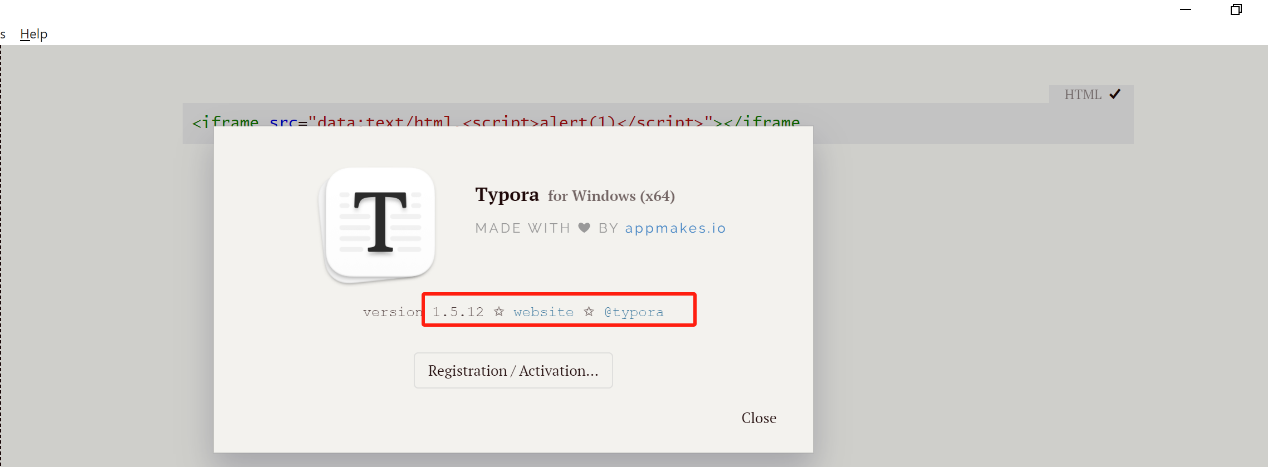 s Help
HTML ✔
<iframe src="data:text/html,<script>alert(1)</script>"></iframe
T
Typora for Windows (x64)
MADE WITH ♥ BY appmakes.io
version 1.5.12 ☆ website ☆ @typora
Registration / Activation...
Close